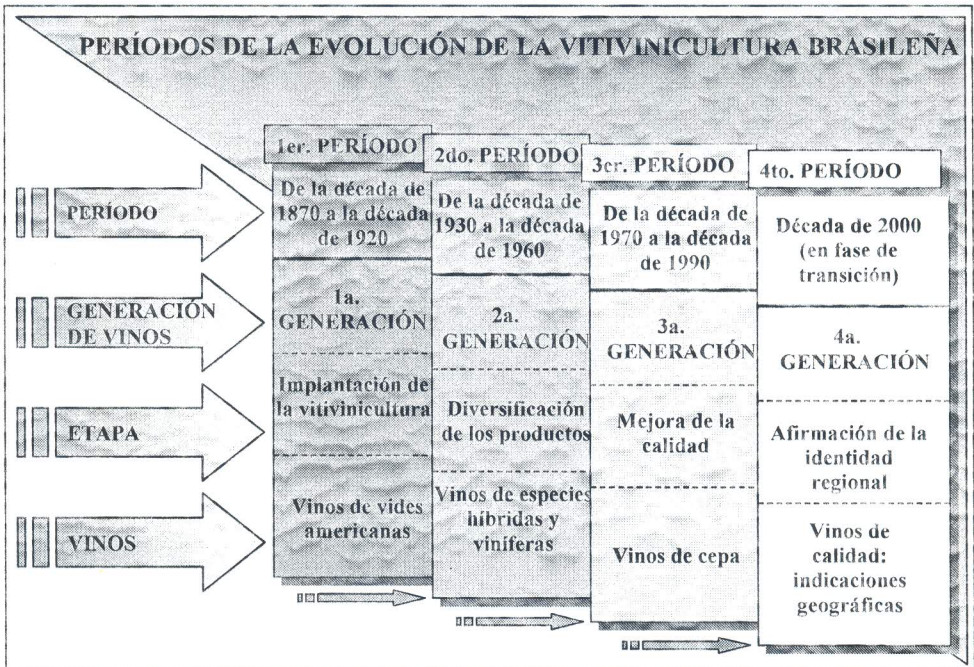 PERÍODOS DE LA EVOLUCIÓN DE LA VITIVINICULTURA BRASILEÑA
1er. PERÍODO
2do. PERÍODO
3er. PERÍODO
4to. PERÍODO
PERÍODO
De la década de
1870 a la década
de 1920
De la década de
1930 a la década
de 1960
De la década de
1970 a la década
de 1990
Década de 2000
(en fase de
transición)
GENERACIÓN
DE VINOS
1a.
GENERACIÓN
2a.
GENERACIÓN
3a.
GENERACIÓN
4a.
GENERACIÓN
ETAPA
Implantación de
la vitivinicultura
Diversificación
de los productos
Mejora de la
calidad
Afirmación de la
identidad
regional
VINOS
Vinos de vides
americanas
Vinos de especies
híbridas y
viníferas
Vinos de cepa
Vinos de
calidad:
indicaciones
geográficas